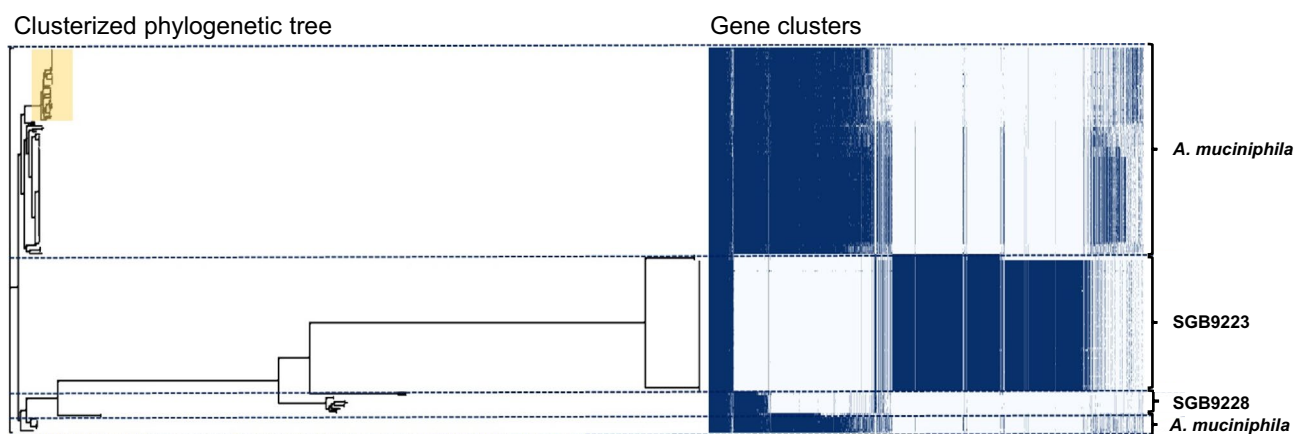 Clusterized phylogenetic tree
Gene clusters
A. muciniphila
SGB9223
SGB9228
A. muciniphila